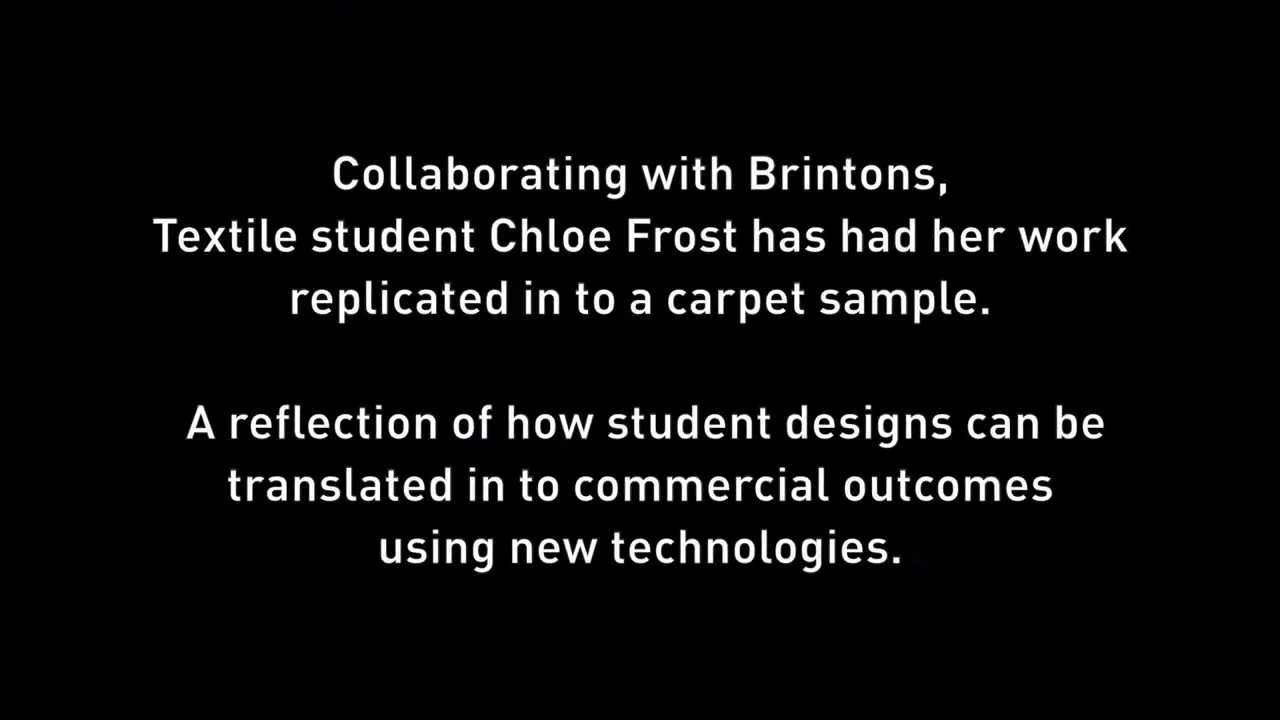 Collaborating with Brintons,
Textile student Chloe Frost has had her work
replicated in to a carpet sample.
A reflection of how student designs can be
translated in to commercial outcomes
using new technologies.